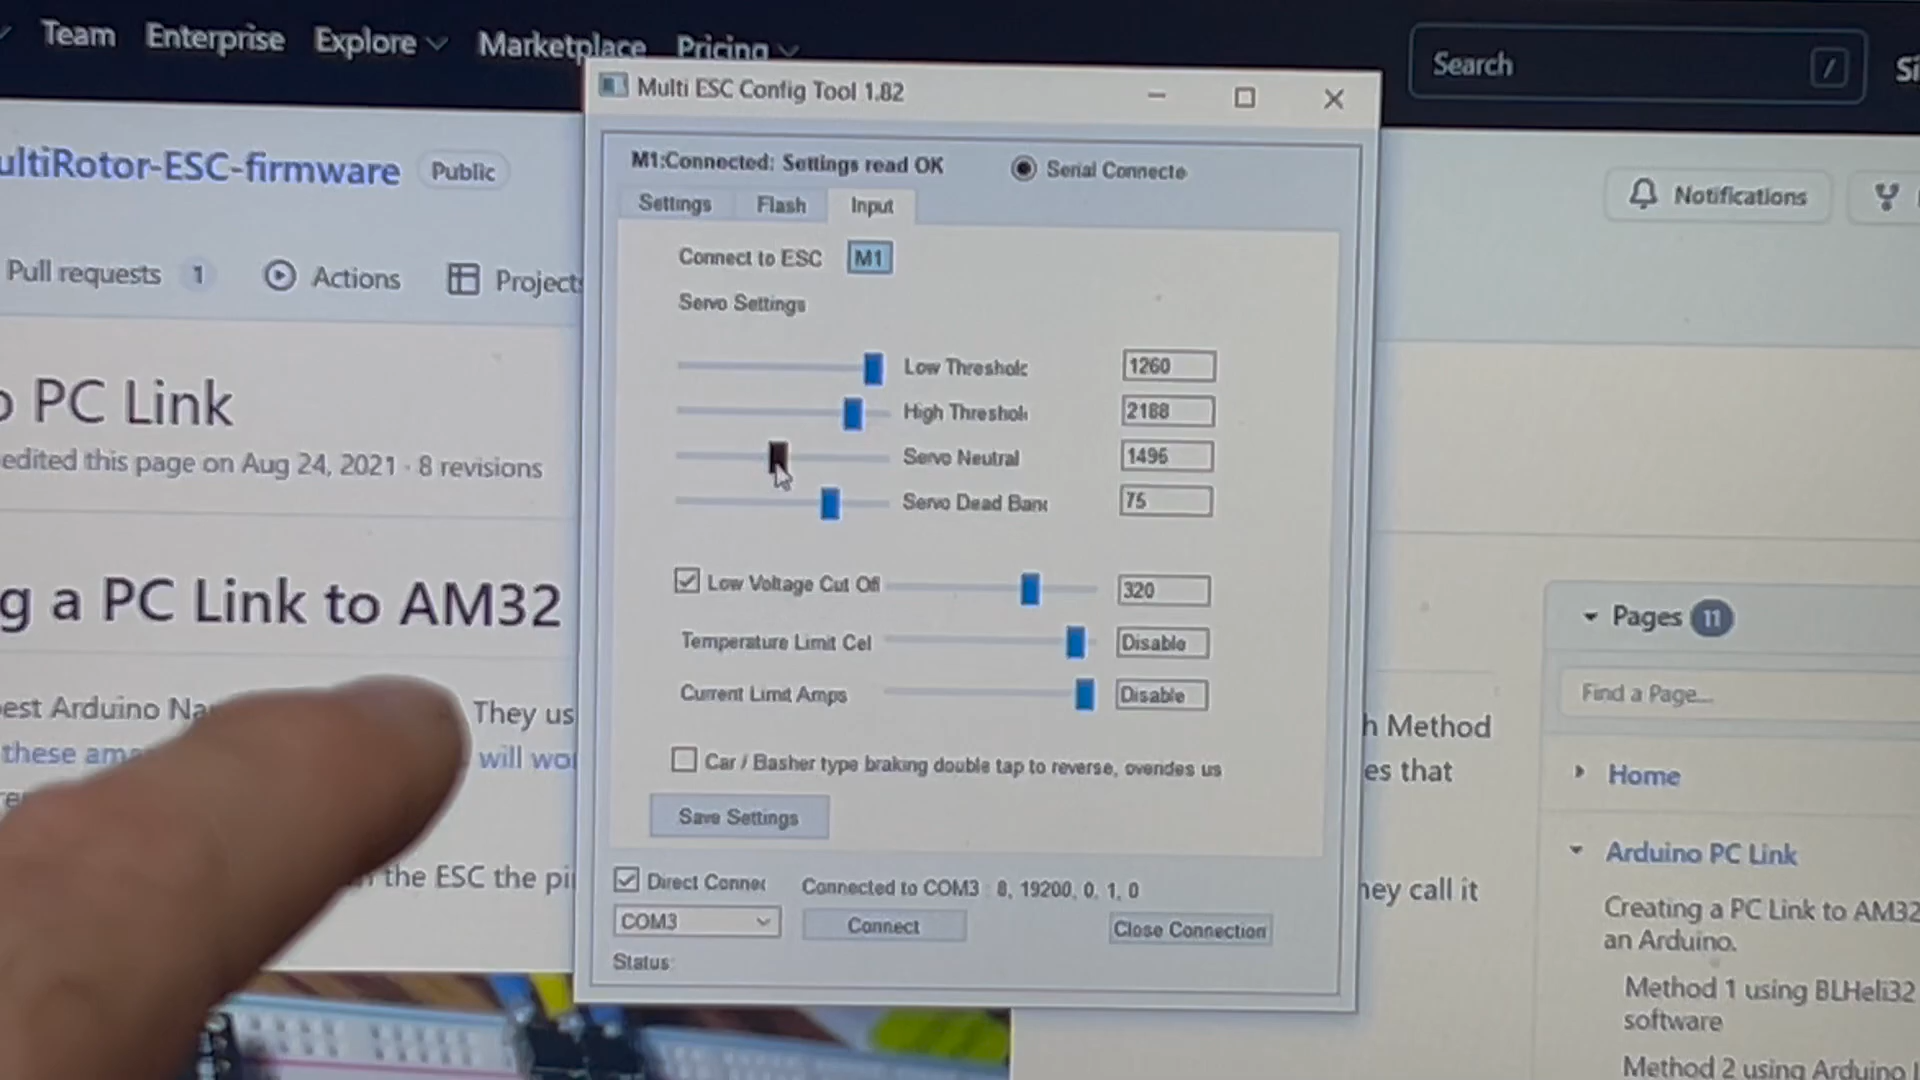 Team Enterprise Explore Marketplace Pricing
Search /
Multi ESC Config Tool 1.82
ultiRotor-ESC-firmware Public
Notifications
M1:Connected: Settings read OK Serial Connecte
Settings Flash Input
Pull requests 1 Actions Projects
Connect to ESC M1
Servo Settings
Low Threshold 1260
High Threshol 2188
Servo Neutral 1495
Servo Dead Band 75
PC Link
edited this page on Aug 24, 2021 · 8 revisions
Low Voltage Cut Off 320
Temperature Limit Cel Disable
Current Limit Amps Disable
g a PC Link to AM32
Pages 11
Find a Page...
est Arduino Na They us
h Method
these am will wo
es that
Car / Basher type braking double tap to reverse, overides us
Home
Save Settings
Arduino PC Link
the ESC the pi
hey call it
Direct Connec Connected to COM3 : 8, 19200, 0, 1, 0
COM3 Connect Close Connection
Status:
Creating a PC Link to AM32
an Arduino.
Method 1 using BLHeli32
software
Method 2 using Arduino